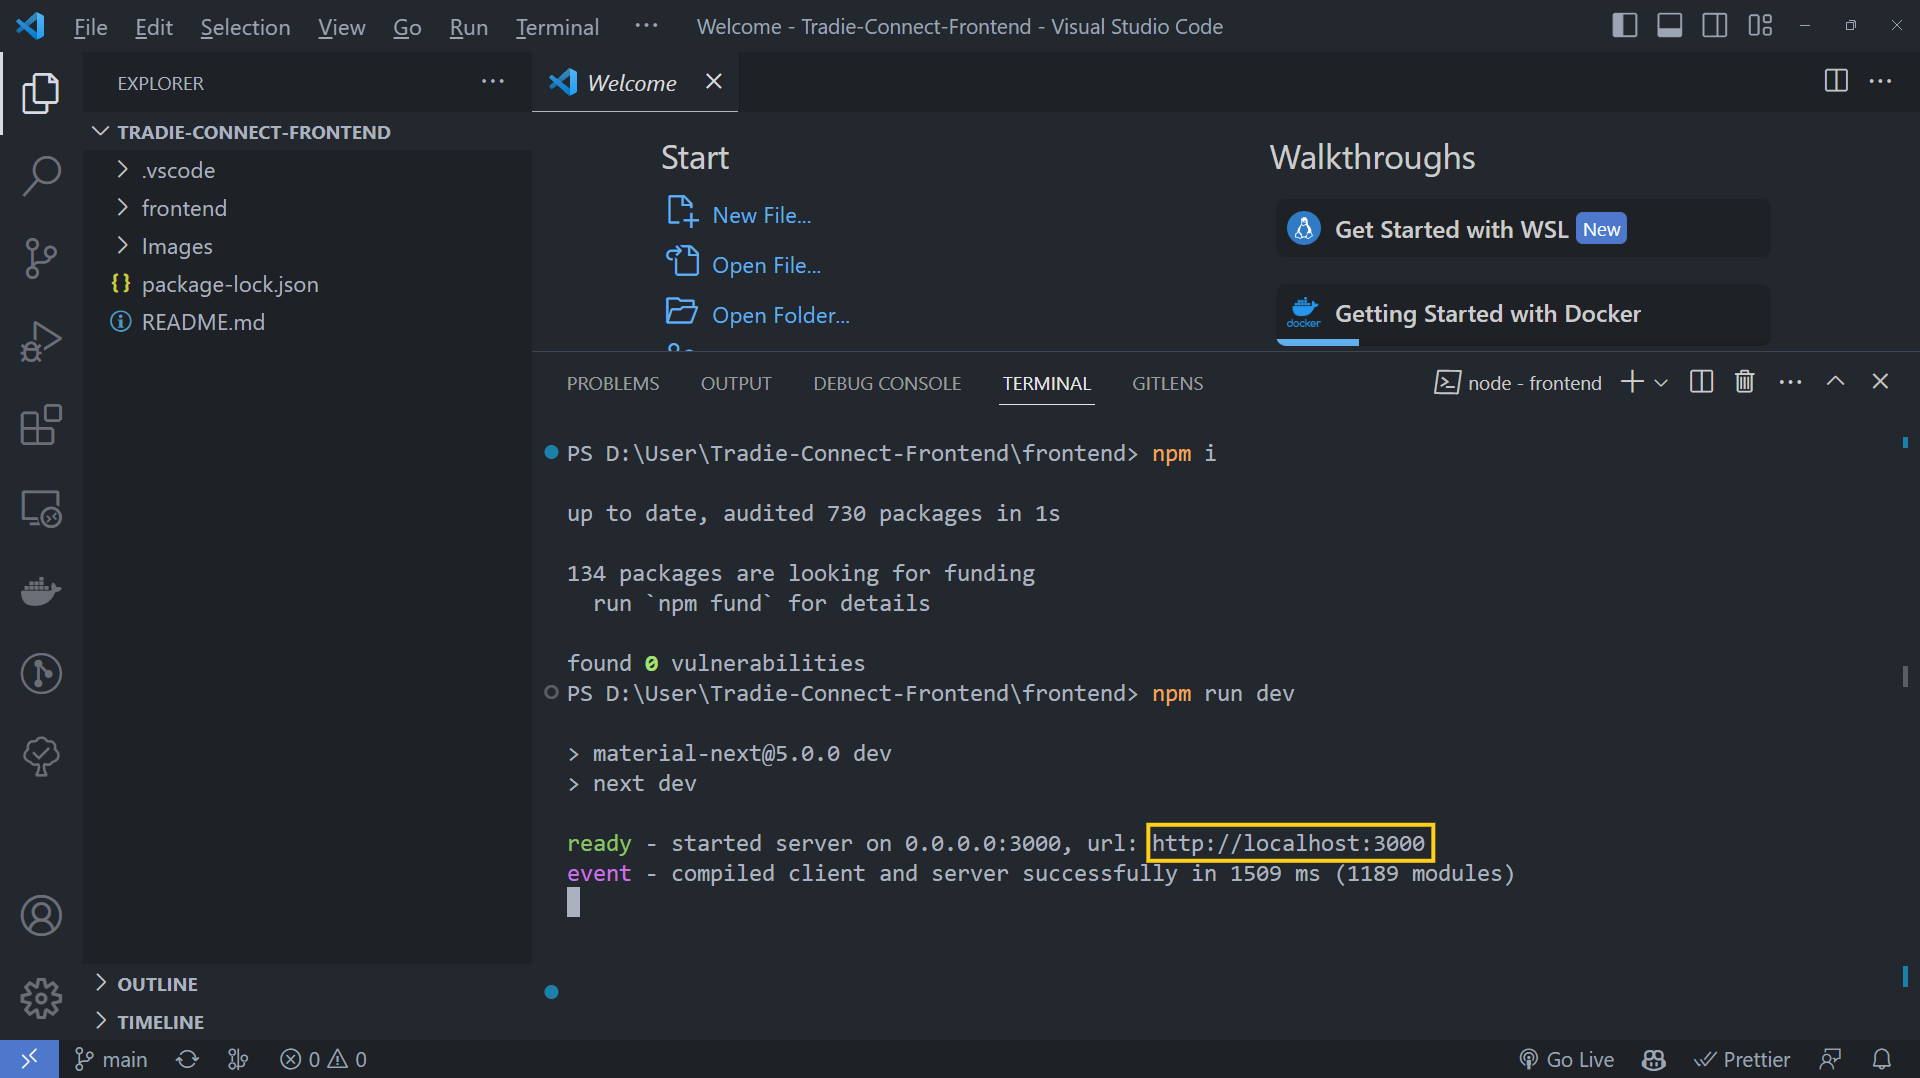 File Edit Selection View Go Run Terminal ··· Welcome - Tradie-Connect-Frontend - Visual Studio Code
EXPLORER ···
TRADIE-CONNECT-FRONTEND
.vscode
frontend
Images
{} package-lock.json
README.md
OUTLINE
TIMELINE
Welcome
Start
New File...
Open File...
Open Folder...
Walkthroughs
Get Started with WSL New
docker Getting Started with Docker
PROBLEMS OUTPUT DEBUG CONSOLE TERMINAL GITLENS node - frontend
PS D:\User\Tradie-Connect-Frontend\frontend> npm i
up to date, audited 730 packages in 1s
134 packages are looking for funding
run `npm fund` for details
found 0 vulnerabilities
PS D:\User\Tradie-Connect-Frontend\frontend> npm run dev
> material-next@5.0.0 dev
> next dev
ready - started server on 0.0.0.0:3000, url: http://localhost:3000
event - compiled client and server successfully in 1509 ms (1189 modules)
main 0 0 Go Live Prettier